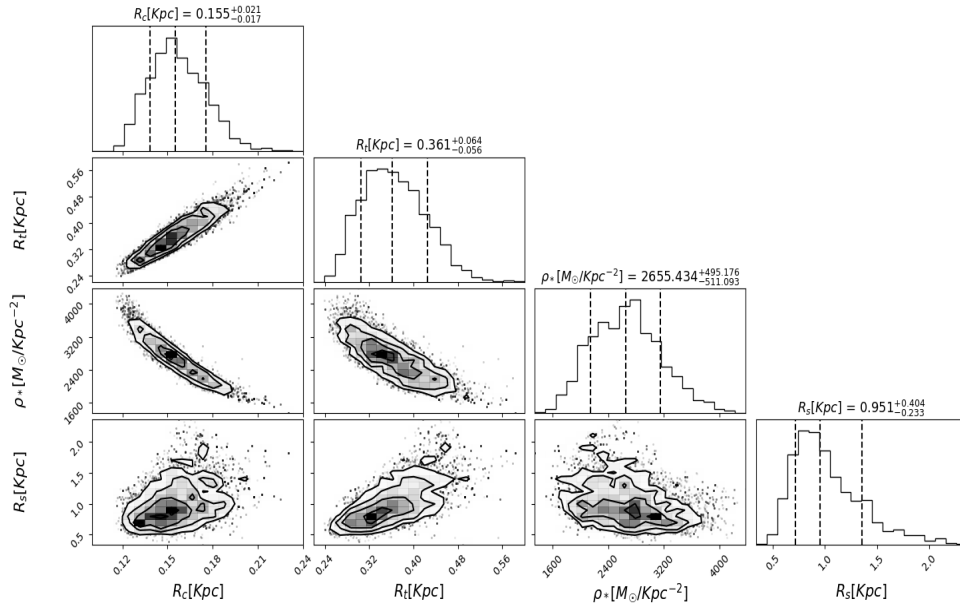 R_c[Kpc] = 0.155^{+0.021}_{-0.017}
R_t[Kpc] = 0.361^{+0.064}_{-0.056}
R_t[Kpc]
0.56
0.48
0.40
0.32
0.24
ρ_*[M_⊙/Kpc^{-2}] = 2655.434^{+495.176}_{-511.093}
ρ_*[M_⊙/Kpc^{-2}]
4000
3200
2400
1600
R_s[Kpc] = 0.951^{+0.404}_{-0.233}
R_s[Kpc]
2.0
1.5
1.0
0.5
0.12 0.15 0.18 0.21 0.24
0.24 0.32 0.40 0.48 0.56
1600 2400 3200 4000
0.5 1.0 1.5 2.0
R_c[Kpc] R_t[Kpc] ρ_*[M_⊙/Kpc^{-2}] R_s[Kpc]